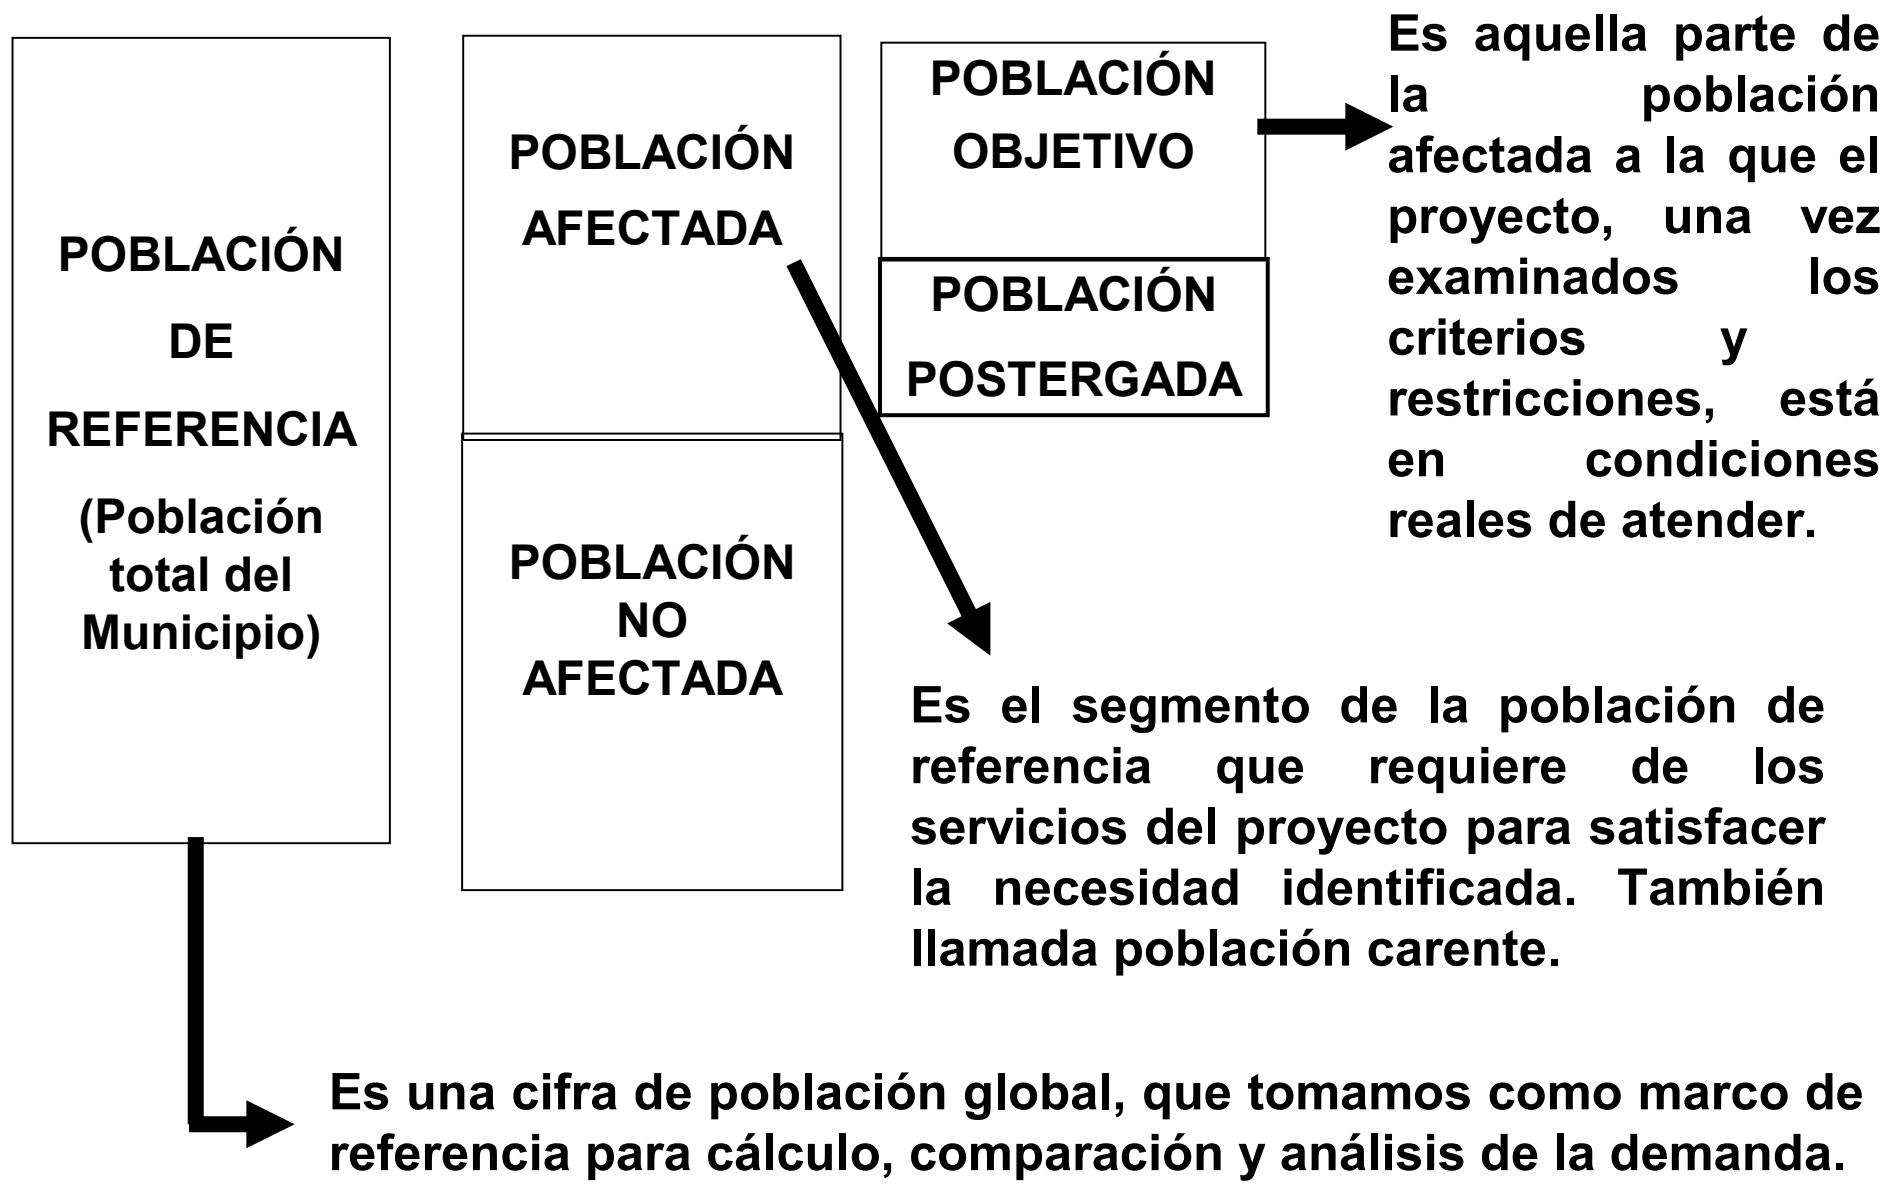 POBLACIÓN
DE
REFERENCIA
(Población
total del
Municipio)
POBLACIÓN
AFECTADA
POBLACIÓN
NO
AFECTADA
POBLACIÓN
OBJETIVO
POBLACIÓN
POSTERGADA
Es aquella parte de
la población
afectada a la que el
proyecto, una vez
examinados los
criterios y
restricciones, está
en condiciones
reales de atender.
Es el segmento de la población de
referencia que requiere de los
servicios del proyecto para satisfacer
la necesidad identificada. También
llamada población carente.
Es una cifra de población global, que tomamos como marco de
referencia para cálculo, comparación y análisis de la demanda.